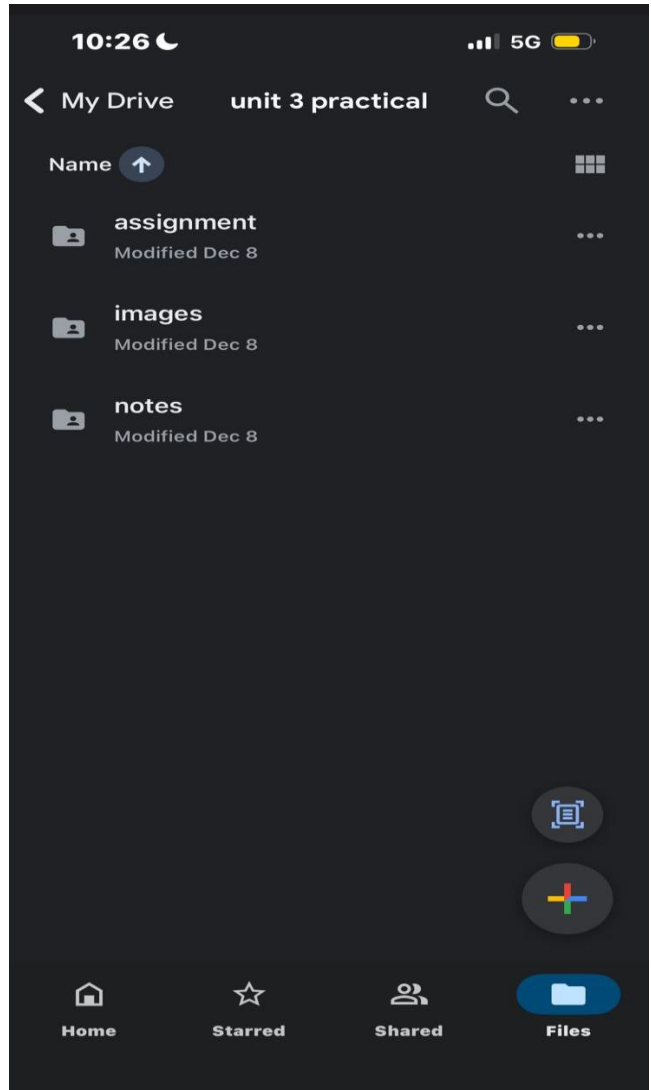 10:26 5G
My Drive unit 3 practical
Name
assignment
Modified Dec 8
images
Modified Dec 8
notes
Modified Dec 8
Home Starred Shared Files